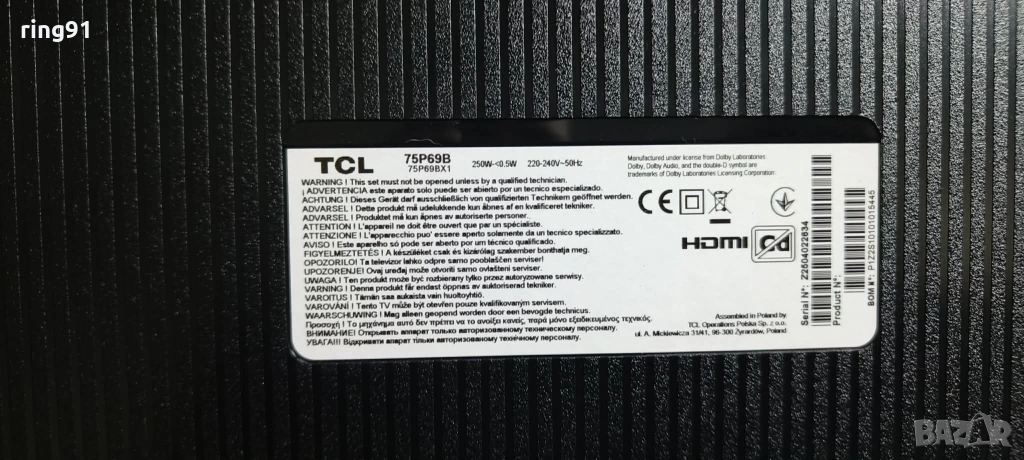 ring91
TCL 75P69B 250W-<0.5W 220-240V~50Hz
75P69BX1
Manufactured under license from Dolby Laboratories
Dolby, Dolby Audio, and the double-D symbol are
trademarks of Dolby Laboratories Licensing Corporation
WARNING ! This set must not be opened unless by a qualified technician.
¡ ADVERTENCIA este aparato solo puede ser abierto por un tecnico especializado.
ACHTUNG ! Dieses Gerät darf ausschließlich von qualifizierten Technikern geöffnet werden.
ADVARSEL ! Dette produkt må udelukkende kun åbnes af en kvalificeret tekniker.
ADVARSEL ! Produktet må kun åpnes av autoriserte personer.
ATTENTION ! L'appareil ne doit être ouvert que par un spécialiste.
ATTENZIONE ! L'apparecchio puo' essere aperto solamente da un tecnico specializzato.
AVISO ! Este aparelho só pode ser aberto por um técnico qualificado.
FIGYELMEZTETÉS ! A készüléket csak és kizárólag szakember bonthatja meg.
OPOZORILO! Ta televizor lahko odpre samo pooblaščen serviser!
UPOZORENJE! Ovaj uređaj može otvoriti samo ovlašteni serviser.
UWAGA ! Ten produkt może być rozbierany tylko przez autoryzowane serwisy.
VARNING ! Denna produkt får endast öppnas av en auktoriserad tekniker.
VAROITUS ! Tämän saa aukaista vain huoltoyhtiö.
VAROVÁNÍ ! Tento TV může být otevřen pouze kvalifikovaným servisem.
WAARSCHUWING ! Mag alleen geopend worden door een bevoegde technicus.
Προσοχή ! Το μηχάνημα αυτό δεν πρέπει να το ανοίξει κανείς, παρά μόνο εξειδικευμένος τεχνικός.
ВНИМАНИЕ! Открывать аппарат только авторизованному техническому персоналу.
УВАГА!! Відкривати апарат тільки авторизованому технічному персоналу.
CE
HDMI
Assembled in Poland by:
TCL Operations Polska Sp. z o.o.
ul. A. Mickiewicza 31/41, 96-300 Żyrardów, Poland
Serial N°: Z2504022634
Product N°:
BOM N°: P1Z2S10101015445
BAZAR